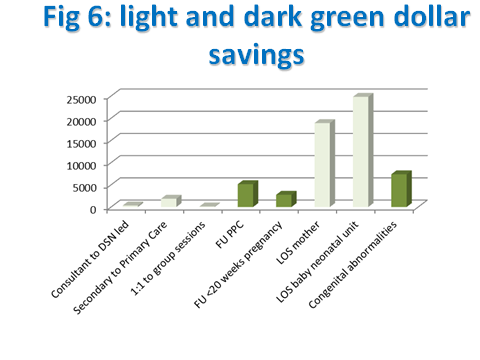 Fig 6: light and dark green dollar
savings
25000
20000
15000
10000
5000
0
Consultant to DSN led
Secondary to Primary Care
1:1 to group sessions
FU PPC
FU <20 weeks pregnancy
LOS mother
LOS baby neonatal unit
Congenital abnormalities